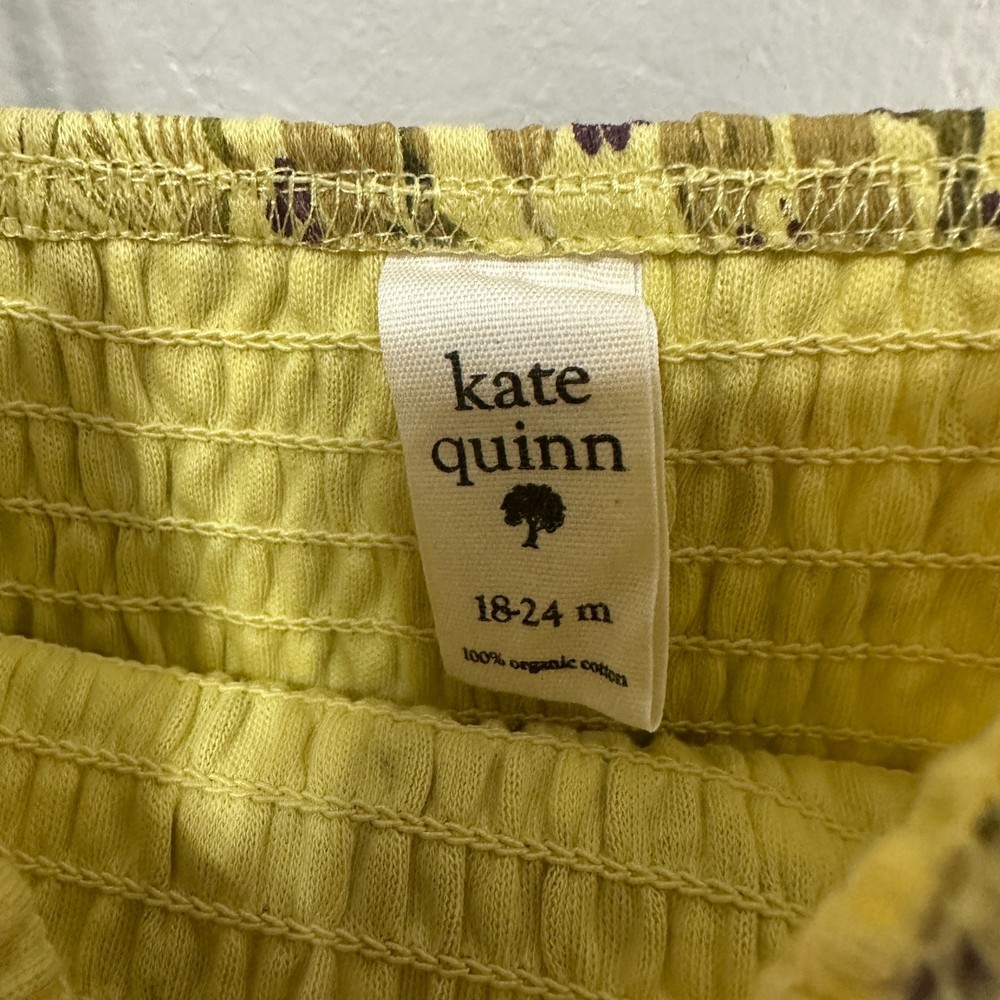 kate
quinn
18-24 m
100% organic cotton